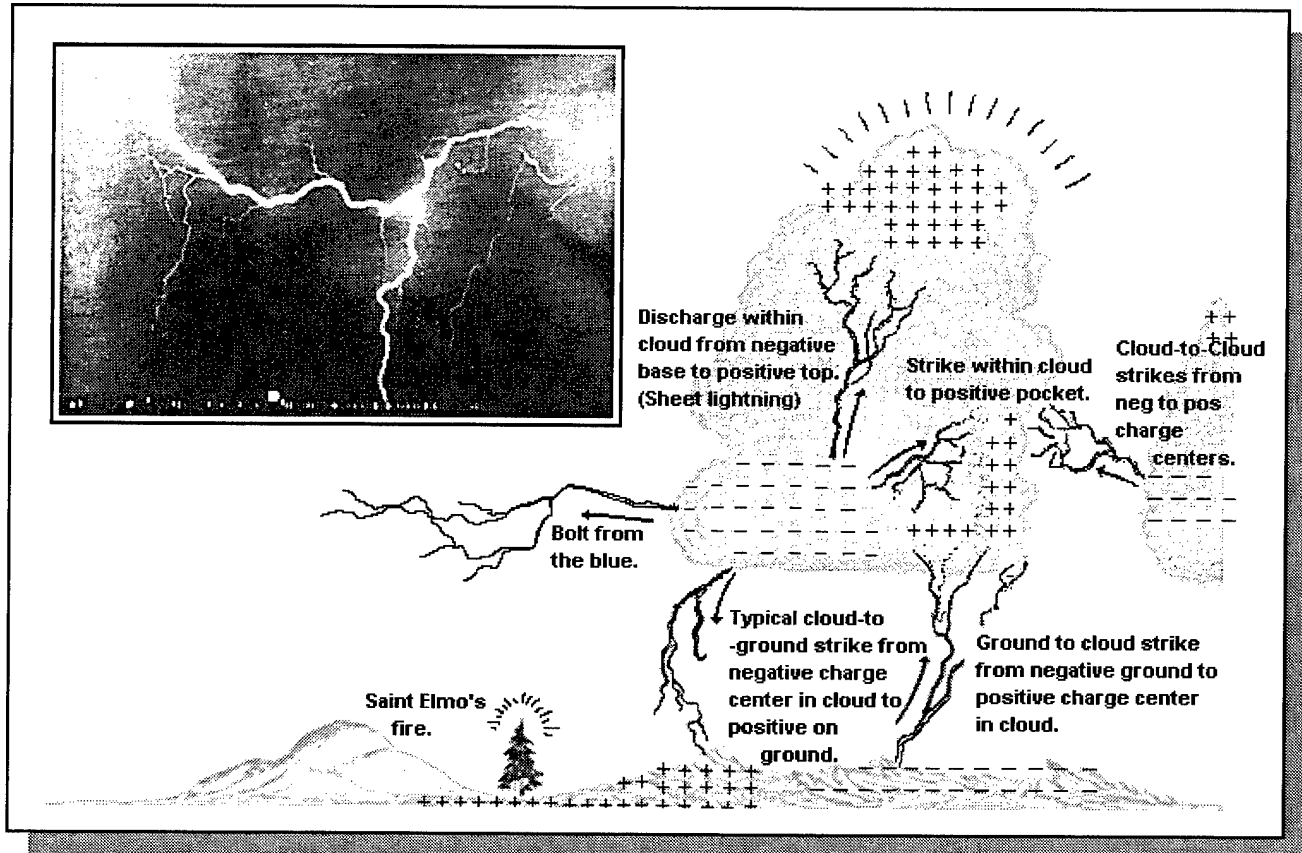 Discharge within
cloud from negative
base to positive top.
(Sheet lightning)
Strike within cloud
to positive pocket.
Cloud-to-Cloud
strikes from
neg to pos
charge
centers.
Bolt from
the blue.
Typical cloud-to
-ground strike from
negative charge
center in cloud to
positive on
ground.
Ground to cloud strike
from negative ground to
positive charge center
in cloud.
Saint Elmo's
fire.